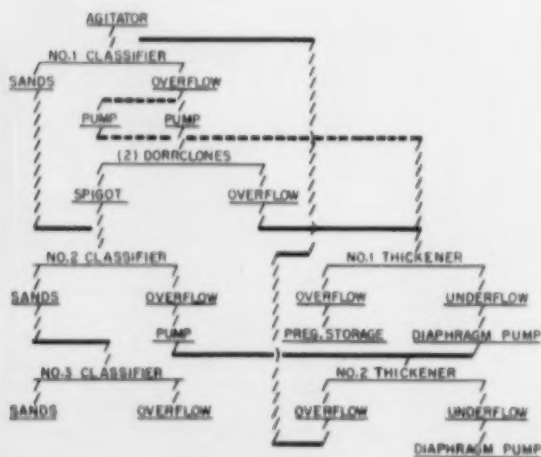 AGITATOR
NO.1 CLASSIFIER
SANDS OVERFLOW
PUMP PUMP
(2) DORRCLONES
SPIGOT OVERFLOW
NO.2 CLASSIFIER NO.1 THICKENER
SANDS OVERFLOW OVERFLOW UNDERFLOW
PUMP PREG.STORAGE DIAPHRAGM PUMP
NO.3 CLASSIFIER NO.2 THICKENER
SANDS OVERFLOW OVERFLOW UNDERFLOW
DIAPHRAGM PUMP